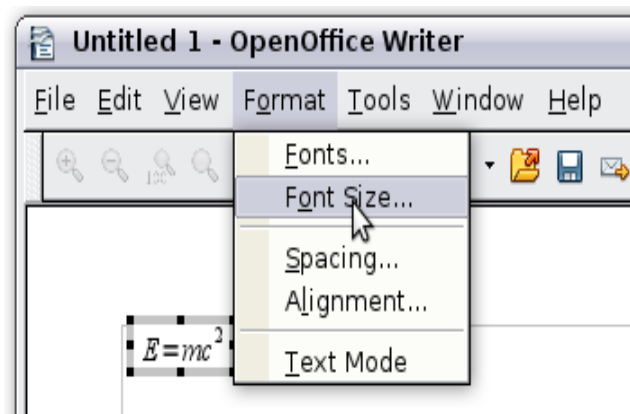 Untitled 1 - OpenOffice Writer
File Edit View Format Tools Window Help
Fonts...
Font Size...
Spacing...
Alignment...
Text Mode
E=mc²